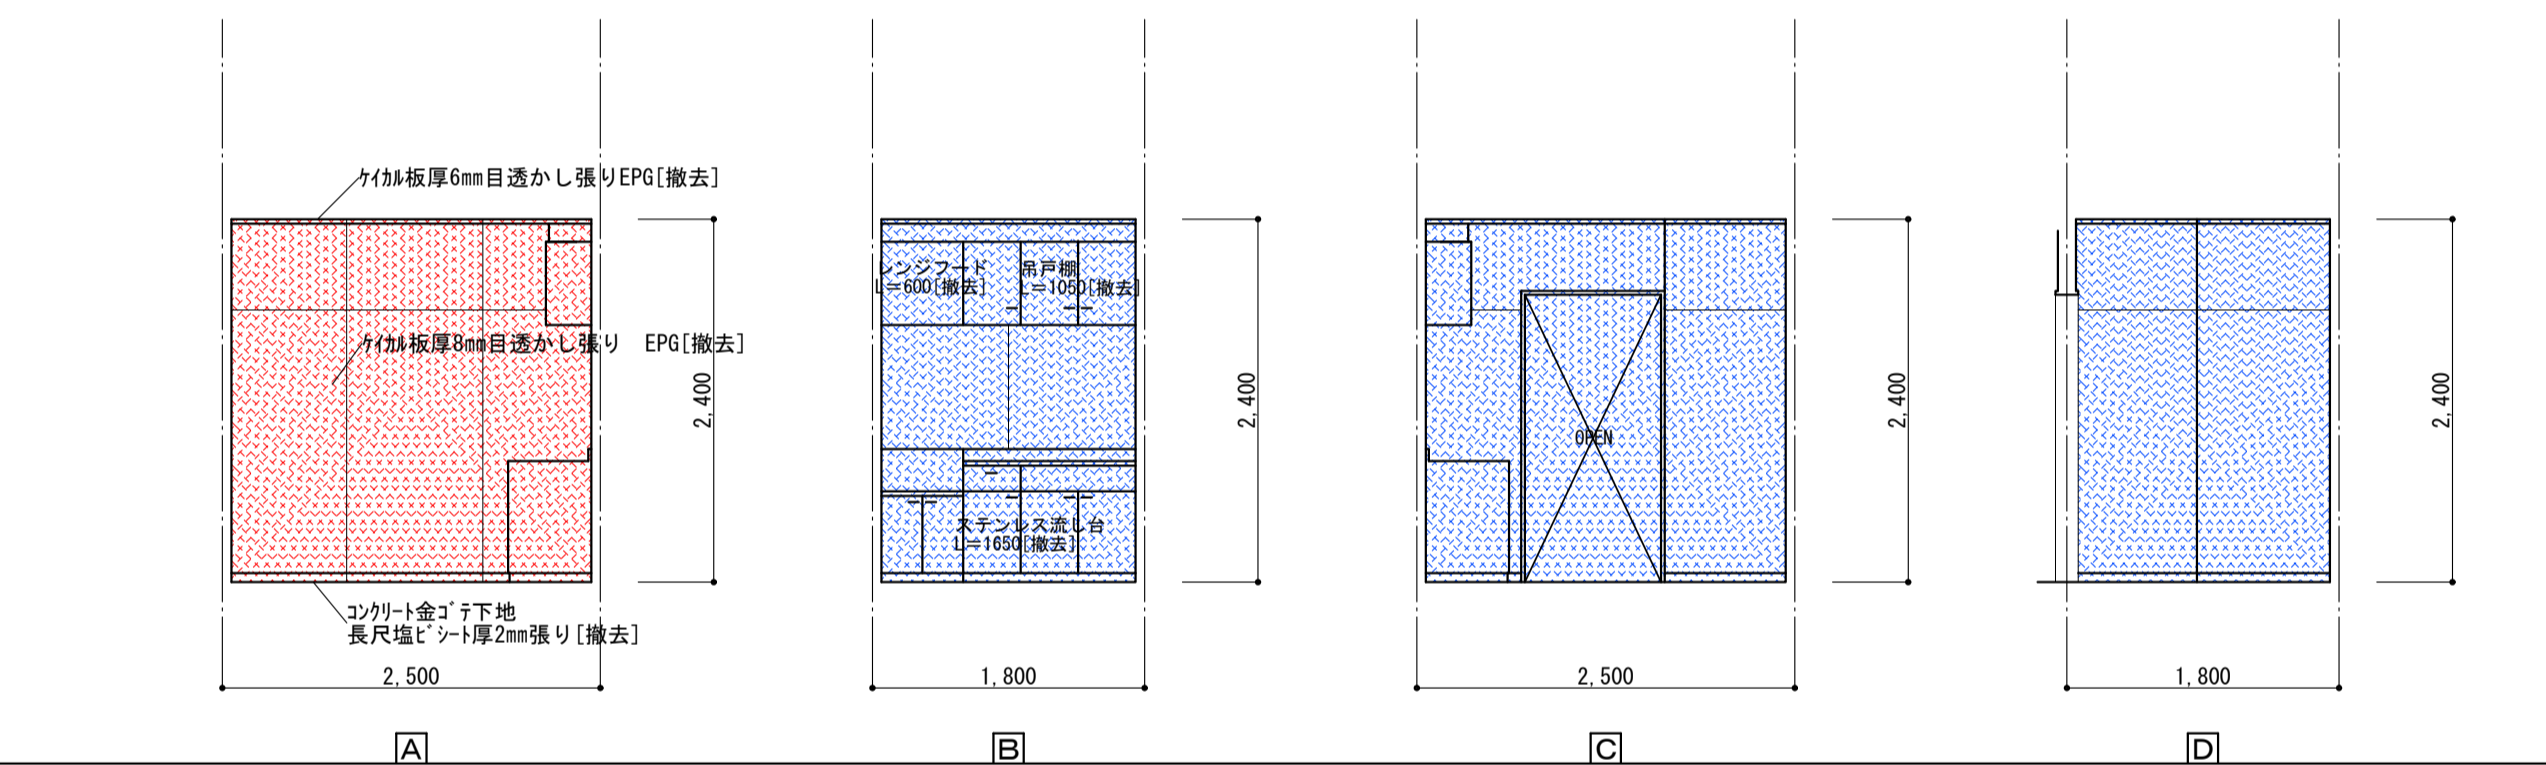 ｹｲｶﾙ板厚6㎜目透かし張りEPG[撤去]
ｹｲｶﾙ板厚8㎜目透かし張り　EPG[撤去]
2,400
ｺﾝｸﾘｰﾄ金ｺﾞﾃ下地
長尺塩ﾋﾞｼｰﾄ厚2㎜張り[撤去]
2,500
A
レンジフード
L=600[撤去]
吊戸棚
L=1050[撤去]
2,400
ステンレス流し台
L=1650[撤去]
1,800
B
OPEN
2,400
2,500
C
2,400
1,800
D